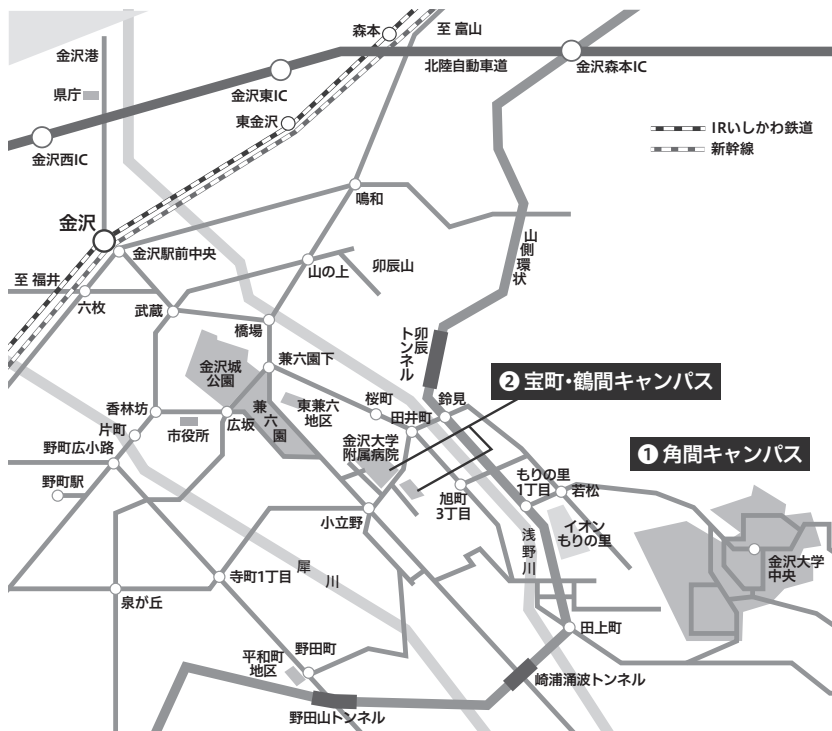 森本
至 富山
金沢港
北陸自動車道
金沢森本IC
県庁
金沢東IC
東金沢
金沢西IC
IRいしかわ鉄道
新幹線
鳴和
金沢
金沢駅前中央
山側環状
至 福井
山の上
卯辰山
六枚
武蔵
橋場
卯辰
トンネル
金沢城
公園
兼六園下
❷ 宝町・鶴間キャンパス
桜町
鈴見
香林坊
兼六園
東兼六
地区
田井町
片町
市役所
広坂
金沢大学
附属病院
❶ 角間キャンパス
野町広小路
もりの里
1丁目
若松
野町駅
旭町
3丁目
小立野
イオン
もりの里
浅野川
金沢大学
中央
犀川
寺町1丁目
泉が丘
田上町
野田町
平和町
地区
崎浦涌波トンネル
野田山トンネル